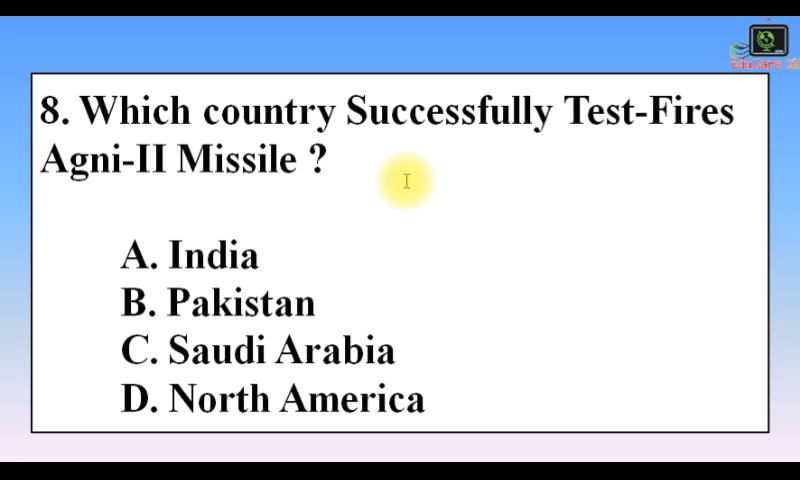 8. Which country Successfully Test-Fires
Agni-II Missile ?
A. India
B. Pakistan
C. Saudi Arabia
D. North America